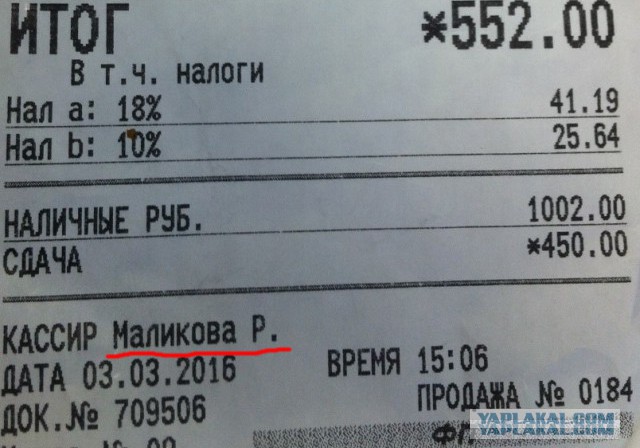 ИТОГ *552.00
В т.ч. налоги
Нал a: 18% 41.19
Нал b: 10% 25.64
НАЛИЧНЫЕ РУБ. 1002.00
СДАЧА *450.00
КАССИР Маликова Р.
ДАТА 03.03.2016 ВРЕМЯ 15:06
ДОК.№ 709506 ПРОДАЖА № 0184
YAPLAKAL.COM